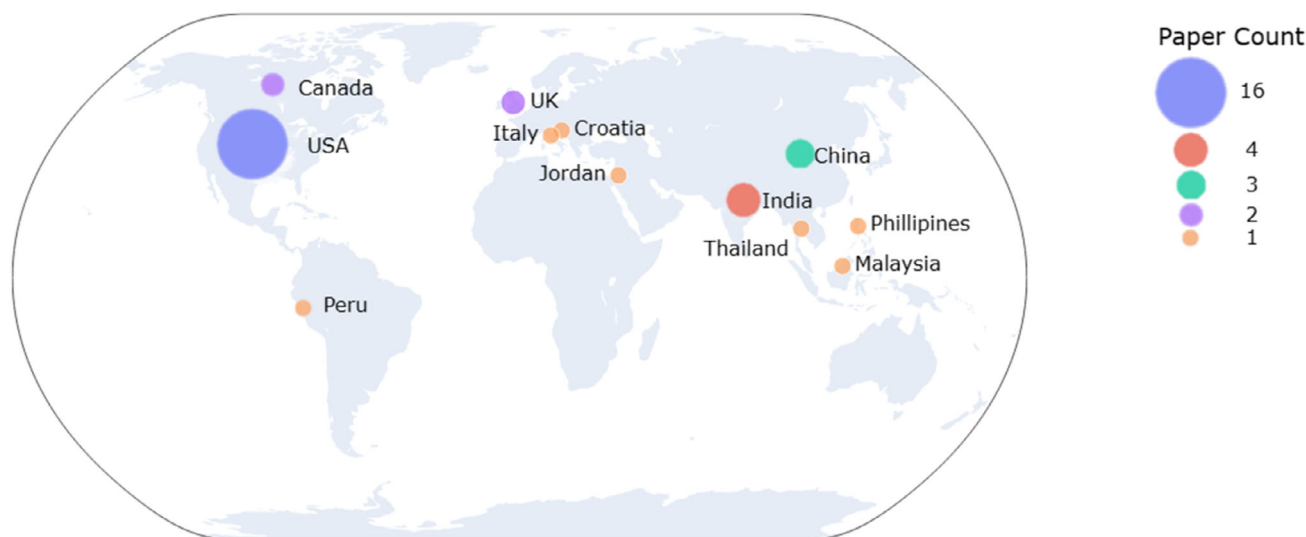 Paper Count
16
4
3
2
1
Canada
USA
UK
Italy
Croatia
Jordan
China
India
Thailand
Phillipines
Malaysia
Peru